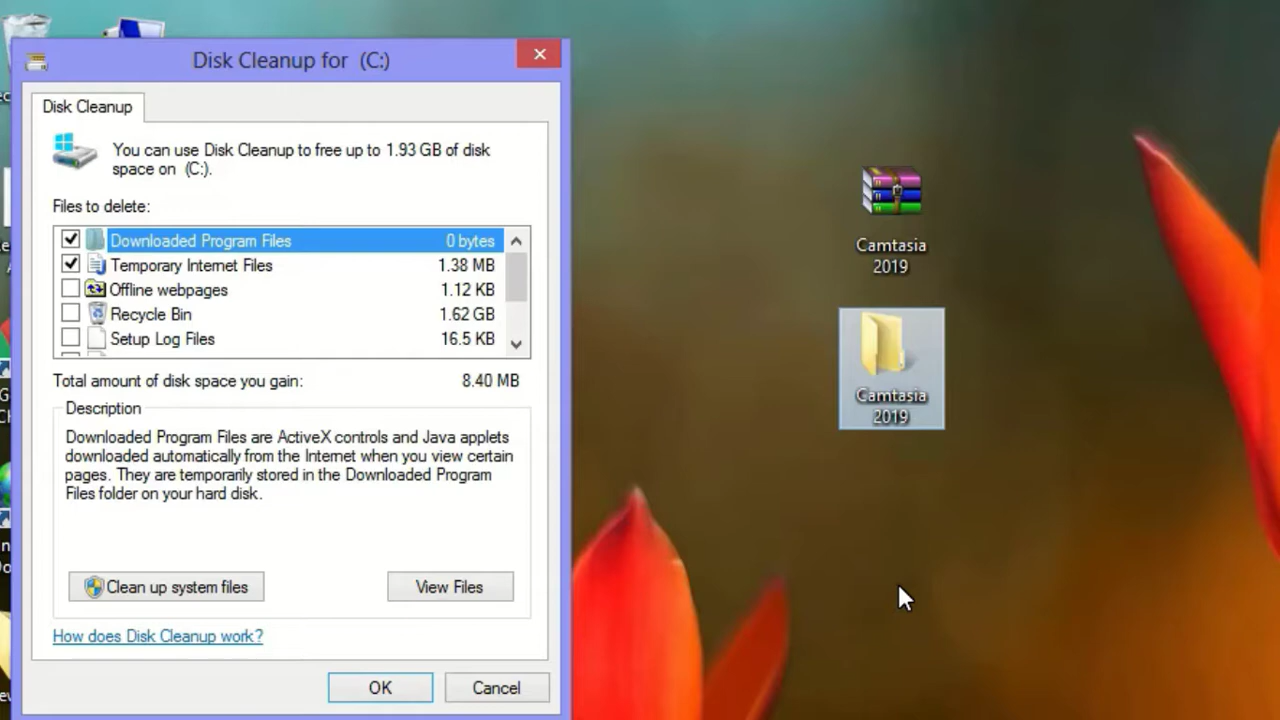 Disk Cleanup for (C:)
Disk Cleanup
You can use Disk Cleanup to free up to 1.93 GB of disk
space on (C:).
Files to delete:
Downloaded Program Files 0 bytes
Temporary Internet Files 1.38 MB
Offline webpages 1.12 KB
Recycle Bin 1.62 GB
Setup Log Files 16.5 KB
Total amount of disk space you gain: 8.40 MB
Description
Downloaded Program Files are ActiveX controls and Java applets
downloaded automatically from the Internet when you view certain
pages. They are temporarily stored in the Downloaded Program
Files folder on your hard disk.
Clean up system files
View Files
How does Disk Cleanup work?
OK
Cancel
Camtasia
2019
Camtasia
2019